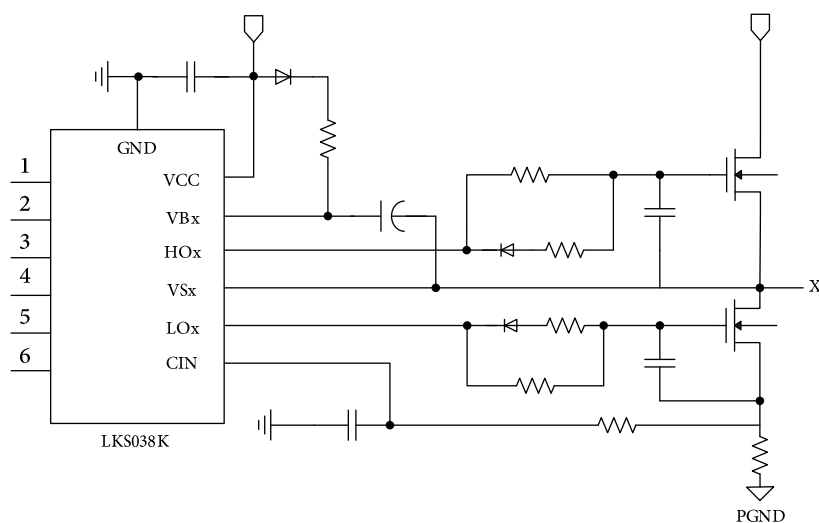 GND
1
VCC
2
VBx
3
HOx
4
VSx
X
5
LOx
6
CIN
LKS038K
PGND